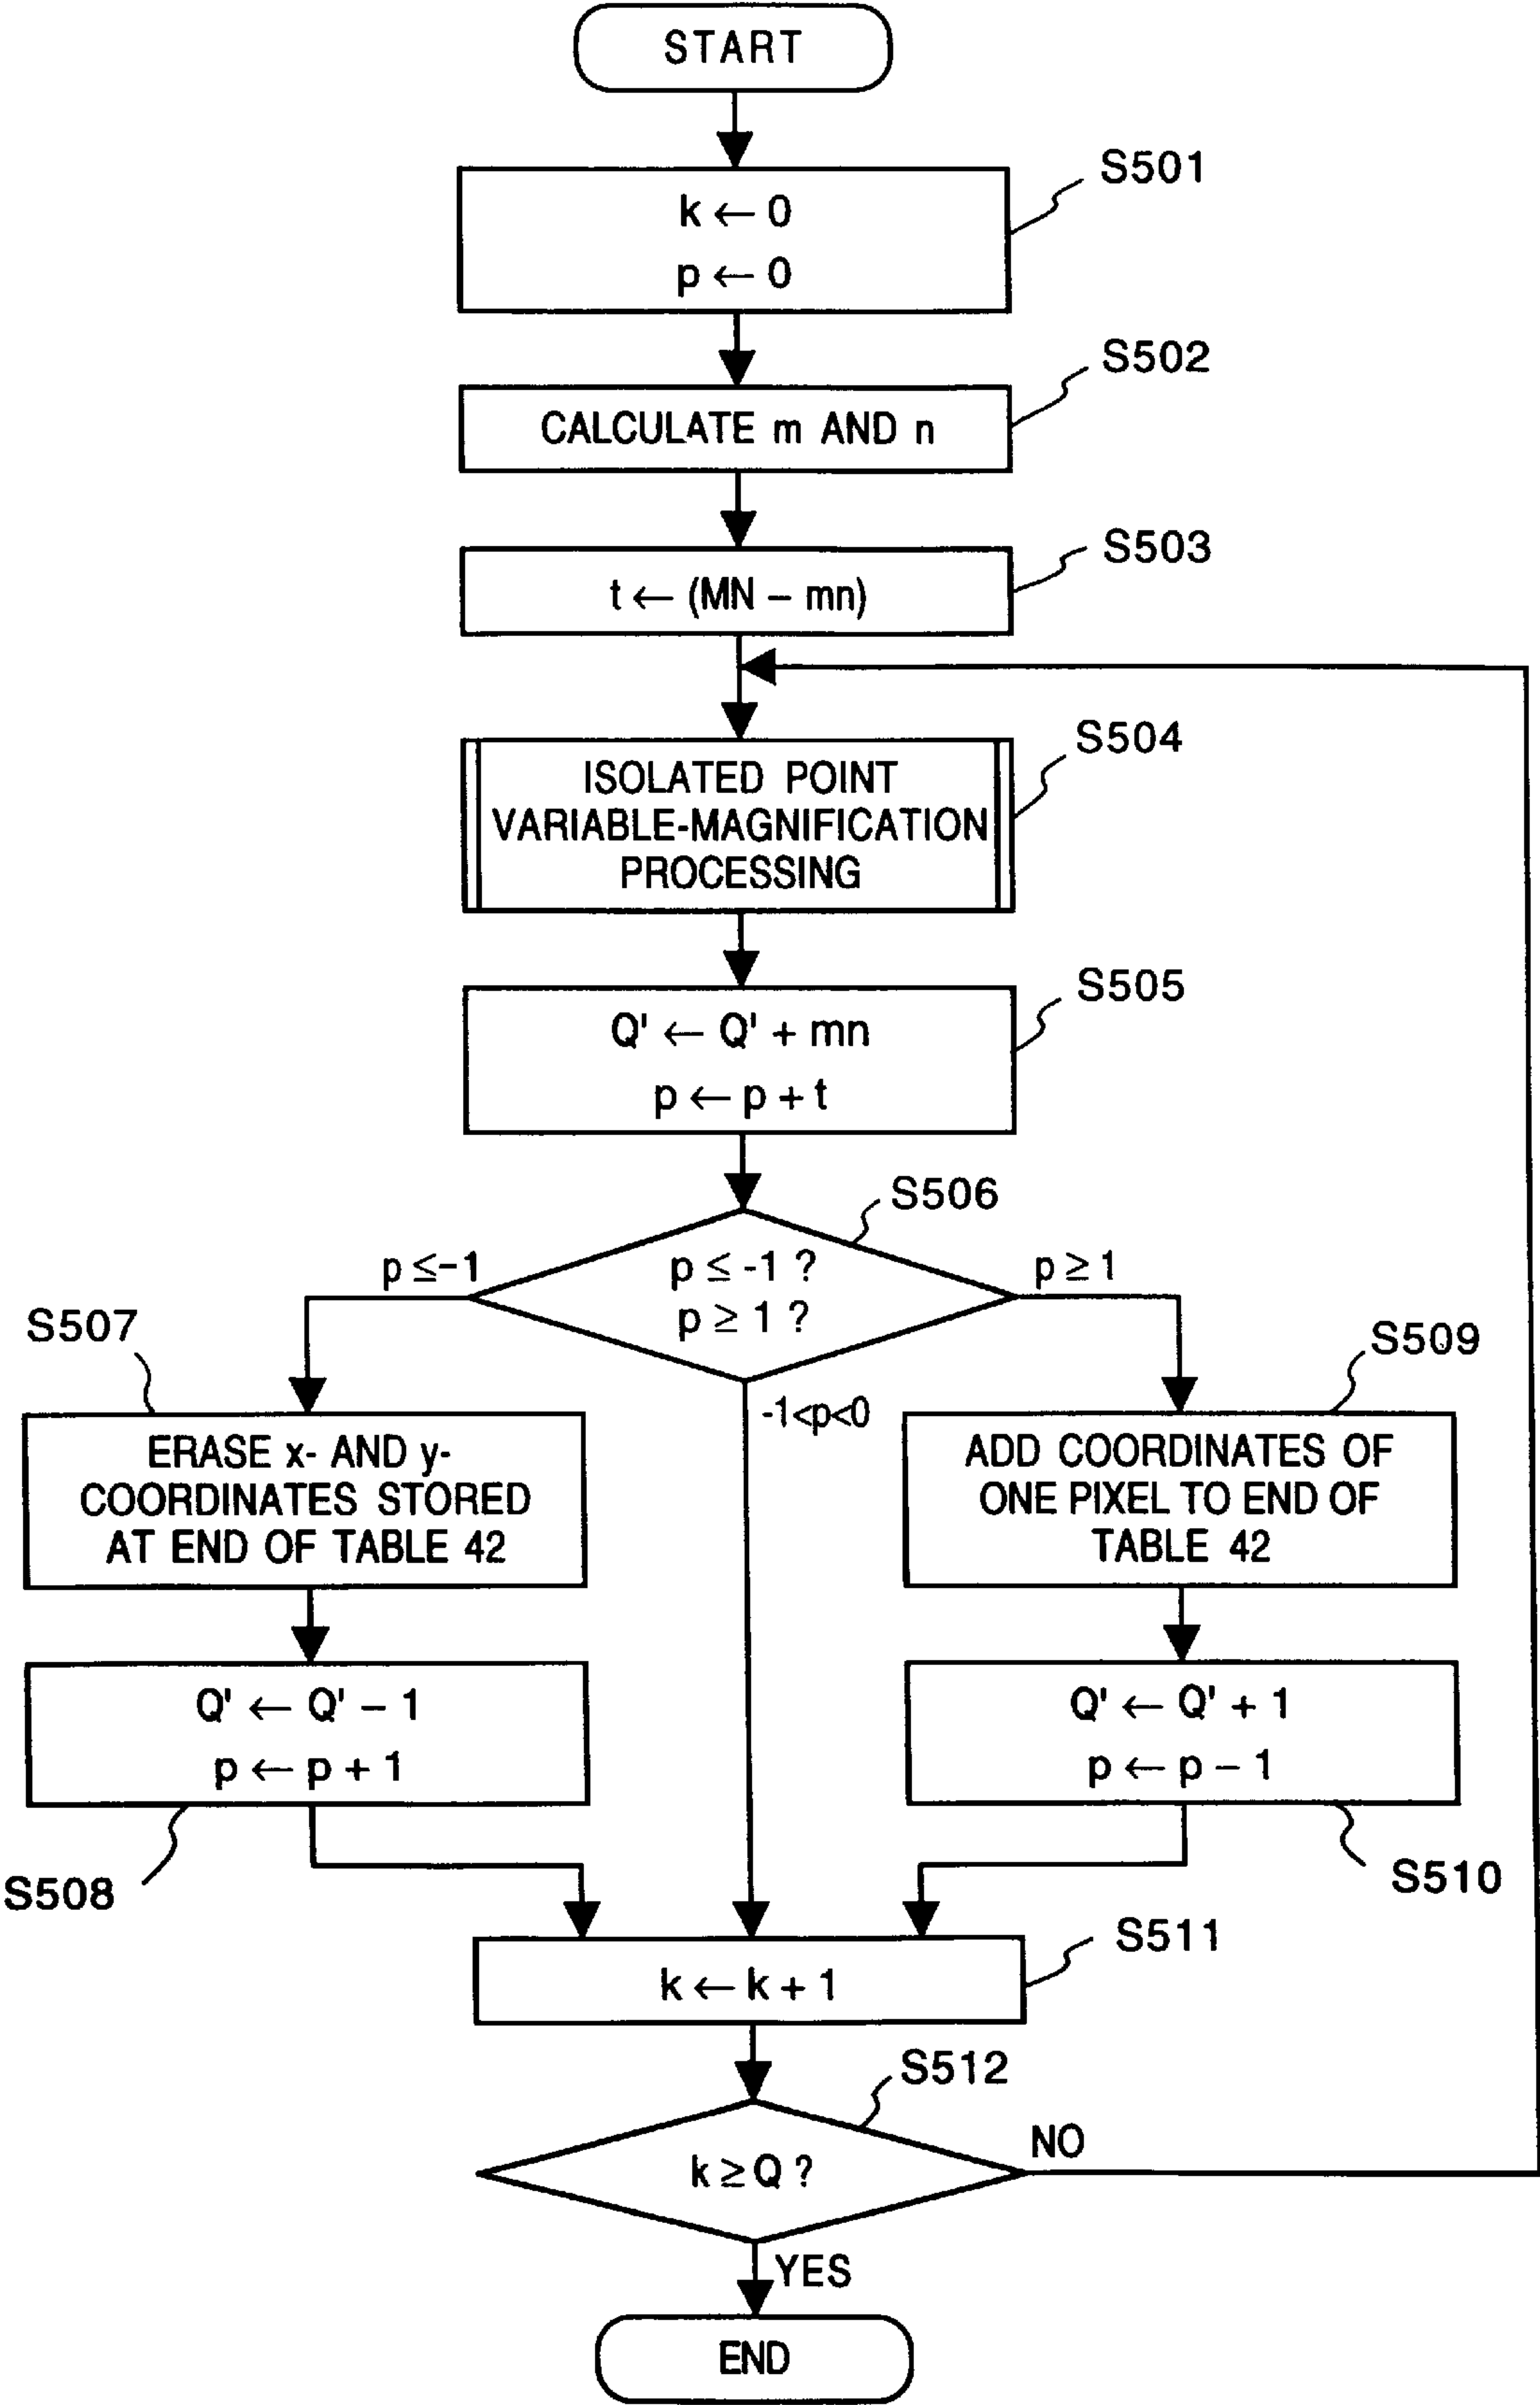 START
S501
k ← 0
p ← 0
S502
CALCULATE m AND n
S503
t ← (MN – mn)
S504
ISOLATED POINT
VARIABLE-MAGNIFICATION
PROCESSING
S505
Q' ← Q' + mn
p ← p + t
S506
p ≤ -1 ?
p ≥ 1 ?
p ≤-1
p ≥ 1
-1<p<0
S507
ERASE x- AND y-
COORDINATES STORED
AT END OF TABLE 42
S509
ADD COORDINATES OF
ONE PIXEL TO END OF
TABLE 42
Q' ← Q' – 1
p ← p + 1
S508
Q' ← Q' + 1
p ← p – 1
S510
S511
k ← k + 1
S512
k ≥ Q ?
NO
YES
END